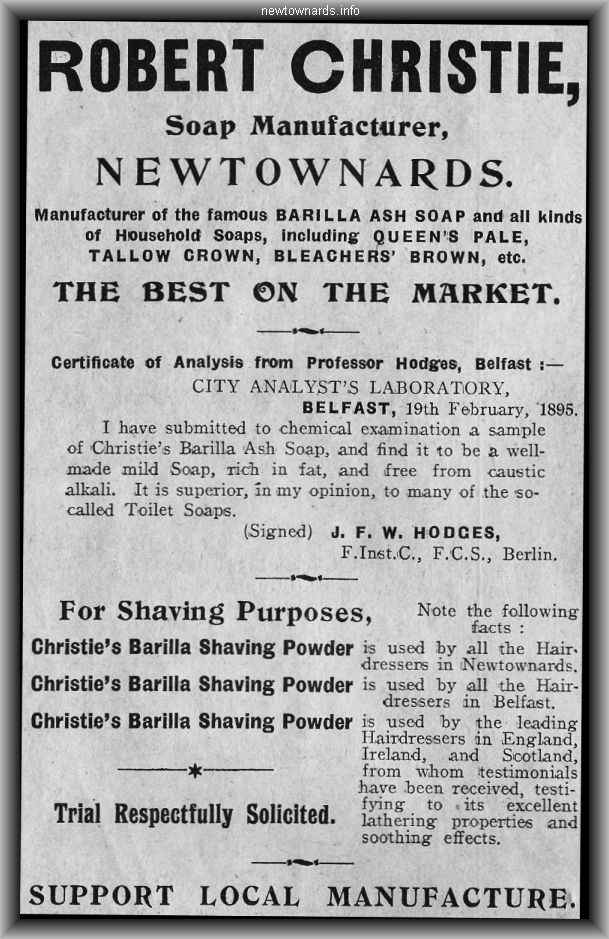 newtownards.info
ROBERT CHRISTIE,
Soap Manufacturer,
NEWTOWNARDS.
Manufacturer of the famous BARILLA ASH SOAP and all kinds
of Household Soaps, including QUEEN'S PALE,
TALLOW CROWN, BLEACHERS' BROWN, etc.
THE BEST ON THE MARKET.
Certificate of Analysis from Professor Hodges, Belfast :—
CITY ANALYST'S LABORATORY,
BELFAST, 19th February, 1895.
I have submitted to chemical examination a sample
of Christie's Barilla Ash Soap, and find it to be a well-
made mild Soap, rich in fat, and free from caustic
alkali. It is superior, in my opinion, to many of the so-
called Toilet Soaps.
(Signed) J. F. W. HODGES,
F.Inst.C., F.C.S., Berlin.
For Shaving Purposes,
Note the following
facts :
Christie's Barilla Shaving Powder is used by all the Hair-
dressers in Newtownards.
Christie's Barilla Shaving Powder is used by all the Hair-
dressers in Belfast.
Christie's Barilla Shaving Powder is used by the leading
Hairdressers in England,
Ireland, and Scotland,
from whom testimonials
have been received, testi-
fying to its excellent
lathering properties and
soothing effects.
Trial Respectfully Solicited.
SUPPORT LOCAL MANUFACTURE.